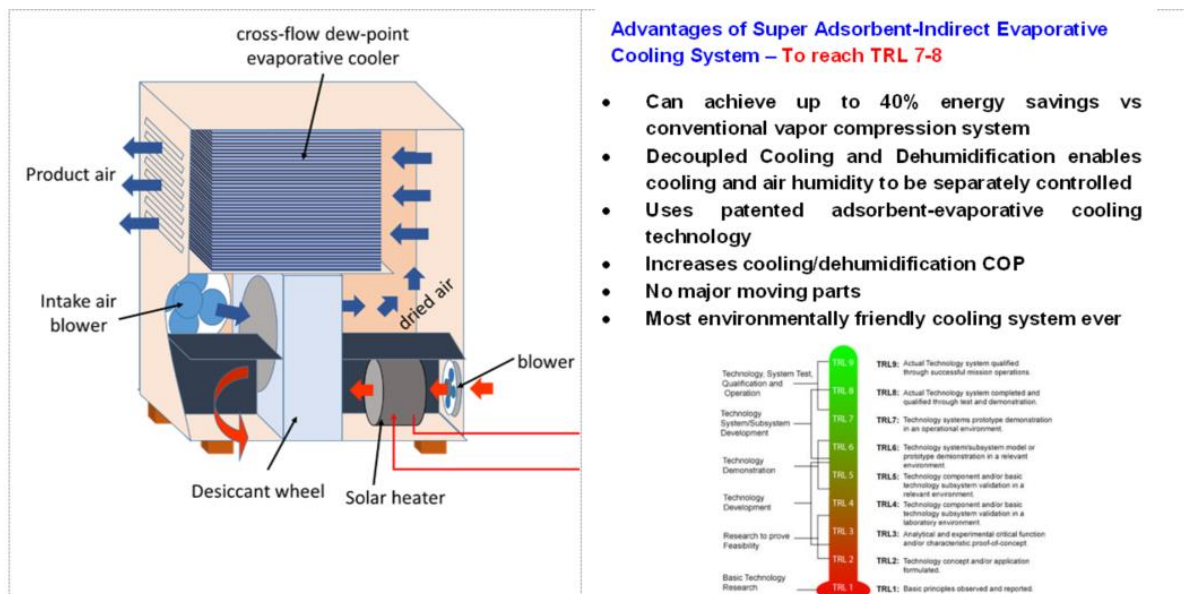 cross-flow dew-point
evaporative cooler
Product air
Intake air
blower
dried air
blower
Desiccant wheel
Solar heater
Advantages of Super Adsorbent-Indirect Evaporative
Cooling System – To reach TRL 7-8
• Can achieve up to 40% energy savings vs
conventional vapor compression system
• Decoupled Cooling and Dehumidification enables
cooling and air humidity to be separately controlled
• Uses patented adsorbent-evaporative cooling
technology
• Increases cooling/dehumidification COP
• No major moving parts
• Most environmentally friendly cooling system ever
Technology, System Test,
Qualification and
Operation
Technology
System/Subsystem
Development
Technology
Demonstration
Technology
Development
Research to prove
Feasibility
Basic Technology
Research
TRL 9
TRL 8
TRL 7
TRL 6
TRL 5
TRL 4
TRL 3
TRL 2
TRL 1
TRL9: Actual Technology system qualified
through successful mission operations.
TRL8: Actual Technology system completed and
qualified through test and demonstration.
TRL7: Technology systems prototype demonstration
in an operational environment.
TRL6: Technology system/subsystem model or
prototype demionstration in a relevant
environment
TRL5: Technology component and/or basic
technology subsystem validation in a
relevant environment
TRL4: Technology component and/or basic
technology subsystem validation in a
laboratory environment
TRL3: Analytical and experimental critical function
and/or characteristic proof-of-concept
TRL2: Technology concept and/or application
formulated.
TRL1: Basic principles observed and reported.